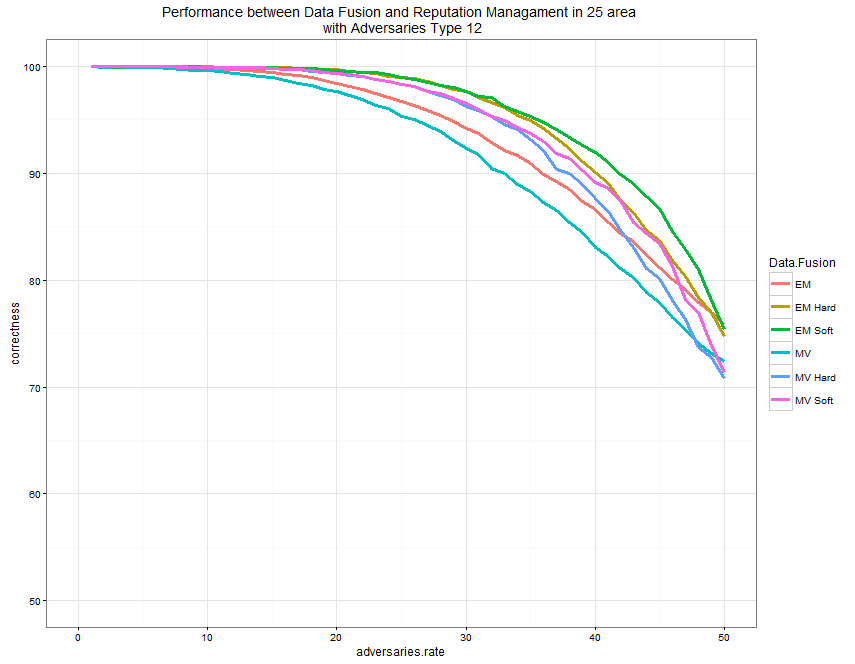 Performance between Data Fusion and Reputation Managament in 25 area
with Adversaries Type 12
correctness
100
90
80
70
60
50
0 10 20 30 40 50
adversaries.rate
Data.Fusion
EM
EM Hard
EM Soft
MV
MV Hard
MV Soft